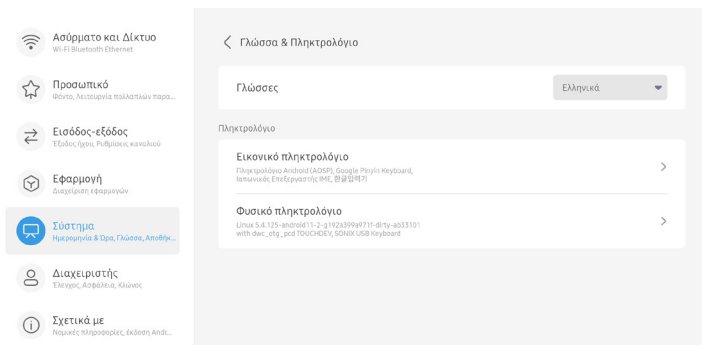 Ασύρματο και Δίκτυο
Wi-Fi Bluetooth Ethernet
Προσωπικό
Φόντο, Λειτουργία πολλαπλών παρα...
Εισόδος-εξόδος
Έξοδος ήχου, Ρυθμίσεις καναλιού
Εφαρμογή
Διαχείριση εφαρμογών
Σύστημα
Ημερομηνία & Ώρα, Γλώσσα, Αποθήκ...
Διαχειριστής
Έλεγχος, Ασφάλεια, Κλώνος
Σχετικά με
Νομικές πληροφορίες, έκδοση Andr...
Γλώσσα & Πληκτρολόγιο
Γλώσσες
Ελληνικά
Πληκτρολόγιο
Εικονικό πληκτρολόγιο
Πληκτρολόγιο Android (AOSP), Google Pinyin Keyboard,
Ιαπωνικός Επεξεργαστής IME, 한글입력기
Φυσικό πληκτρολόγιο
Linux 5.4.125-android11-2-g192a399a971f-dirty-ao33101
with dwc_otg_pcd TOUCHDEV, SONIX USB Keyboard